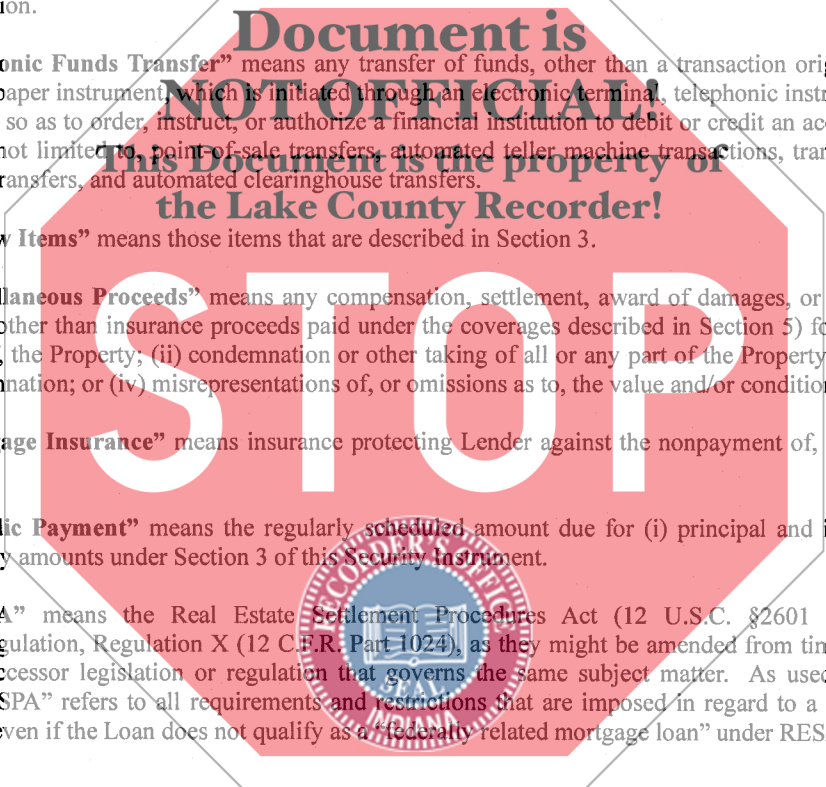 ion.
Document is
onic Funds Transfer” means any transfer of funds, other than a transaction ori
NOT OFFICIAL!
paper instrument, which is initiated through an electronic terminal, telephonic instr
so as to order, instruct, or authorize a financial institution to debit or credit an ac
not limited to, point-of-sale transfers, automated teller machine transactions, tran
This Document is the property of
ransfers, and automated clearinghouse transfers.
the Lake County Recorder!
w Items” means those items that are described in Section 3.
llaneous Proceeds” means any compensation, settlement, award of damages, or
other than insurance proceeds paid under the coverages described in Section 5) fo
, the Property; (ii) condemnation or other taking of all or any part of the Property
nation; or (iv) misrepresentations of, or omissions as to, the value and/or condition
STOP
age Insurance” means insurance protecting Lender against the nonpayment of,
ic Payment” means the regularly scheduled amount due for (i) principal and i
y amounts under Section 3 of this Security Instrument.
RECORDER OFFICE
A” means the Real Estate Settlement Procedures Act (12 U.S.C. §2601
gulation, Regulation X (12 C.F.R. Part 1024), as they might be amended from tim
ccessor legislation or regulation that governs the same subject matter. As used
SEAL
SPA” refers to all requirements and restrictions that are imposed in regard to a
INDIANA
ven if the Loan does not qualify as a “federally related mortgage loan” under RES